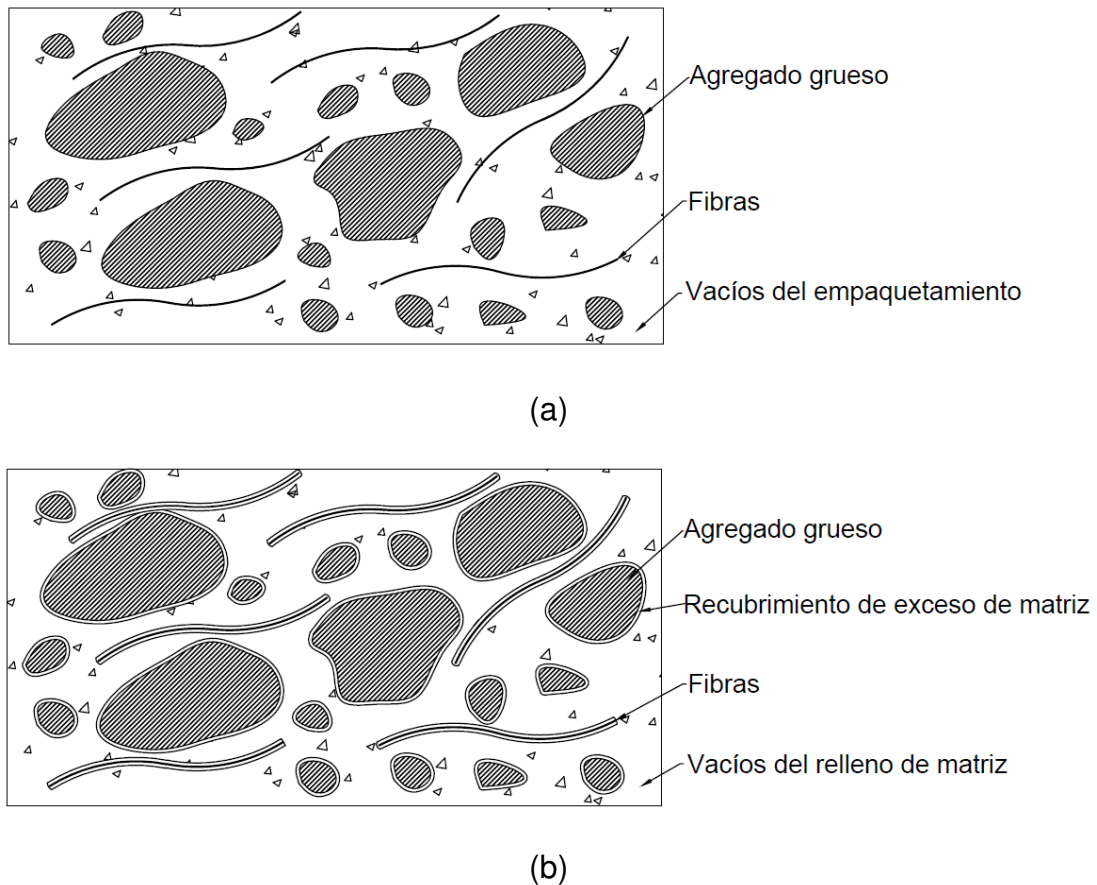 Agregado grueso
Fibras
Vacíos del empaquetamiento
(a)
Agregado grueso
Recubrimiento de exceso de matriz
Fibras
Vacíos del relleno de matriz
(b)